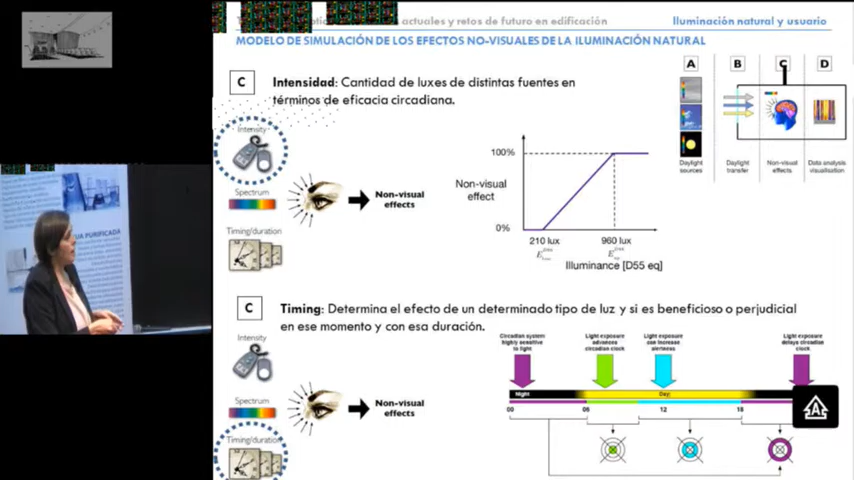 actuales y retos de futuro en edificación
Iluminación natural y usuario
MODELO DE SIMULACIÓN DE LOS EFECTOS NO-VISUALES DE LA ILUMINACIÓN NATURAL
C
Intensidad: Cantidad de luxes de distintas fuentes en
términos de eficacia circadiana.
A B C D
Daylight
sources
Daylight
transfer
Non-visual
effects
Data analysis
visualisation
Intensity
Spectrum
Timing/duration
Non-visual
effects
100%
Non-visual
effect
0%
210 lux
960 lux
Illuminance [D55 eq]
C
Timing: Determina el efecto de un determinado tipo de luz y si es beneficioso o perjudicial
en ese momento y con esa duración.
Intensity
Spectrum
Timing/duration
Non-visual
effects
Circadian system
highly sensitive
to light
Light exposure
advances
circadian clock
Light exposure
can increase
alertness
Light exposure
delays circadian
clock
Night
Day
00 06 12 18
UA PURIFICADA